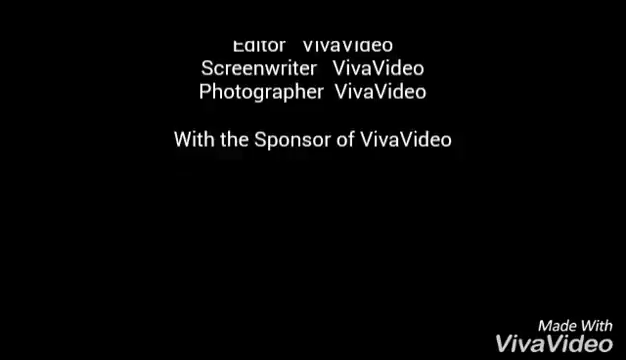 Editor VivaVideo
Screenwriter VivaVideo
Photographer VivaVideo
With the Sponsor of VivaVideo
Made With
VivaVideo